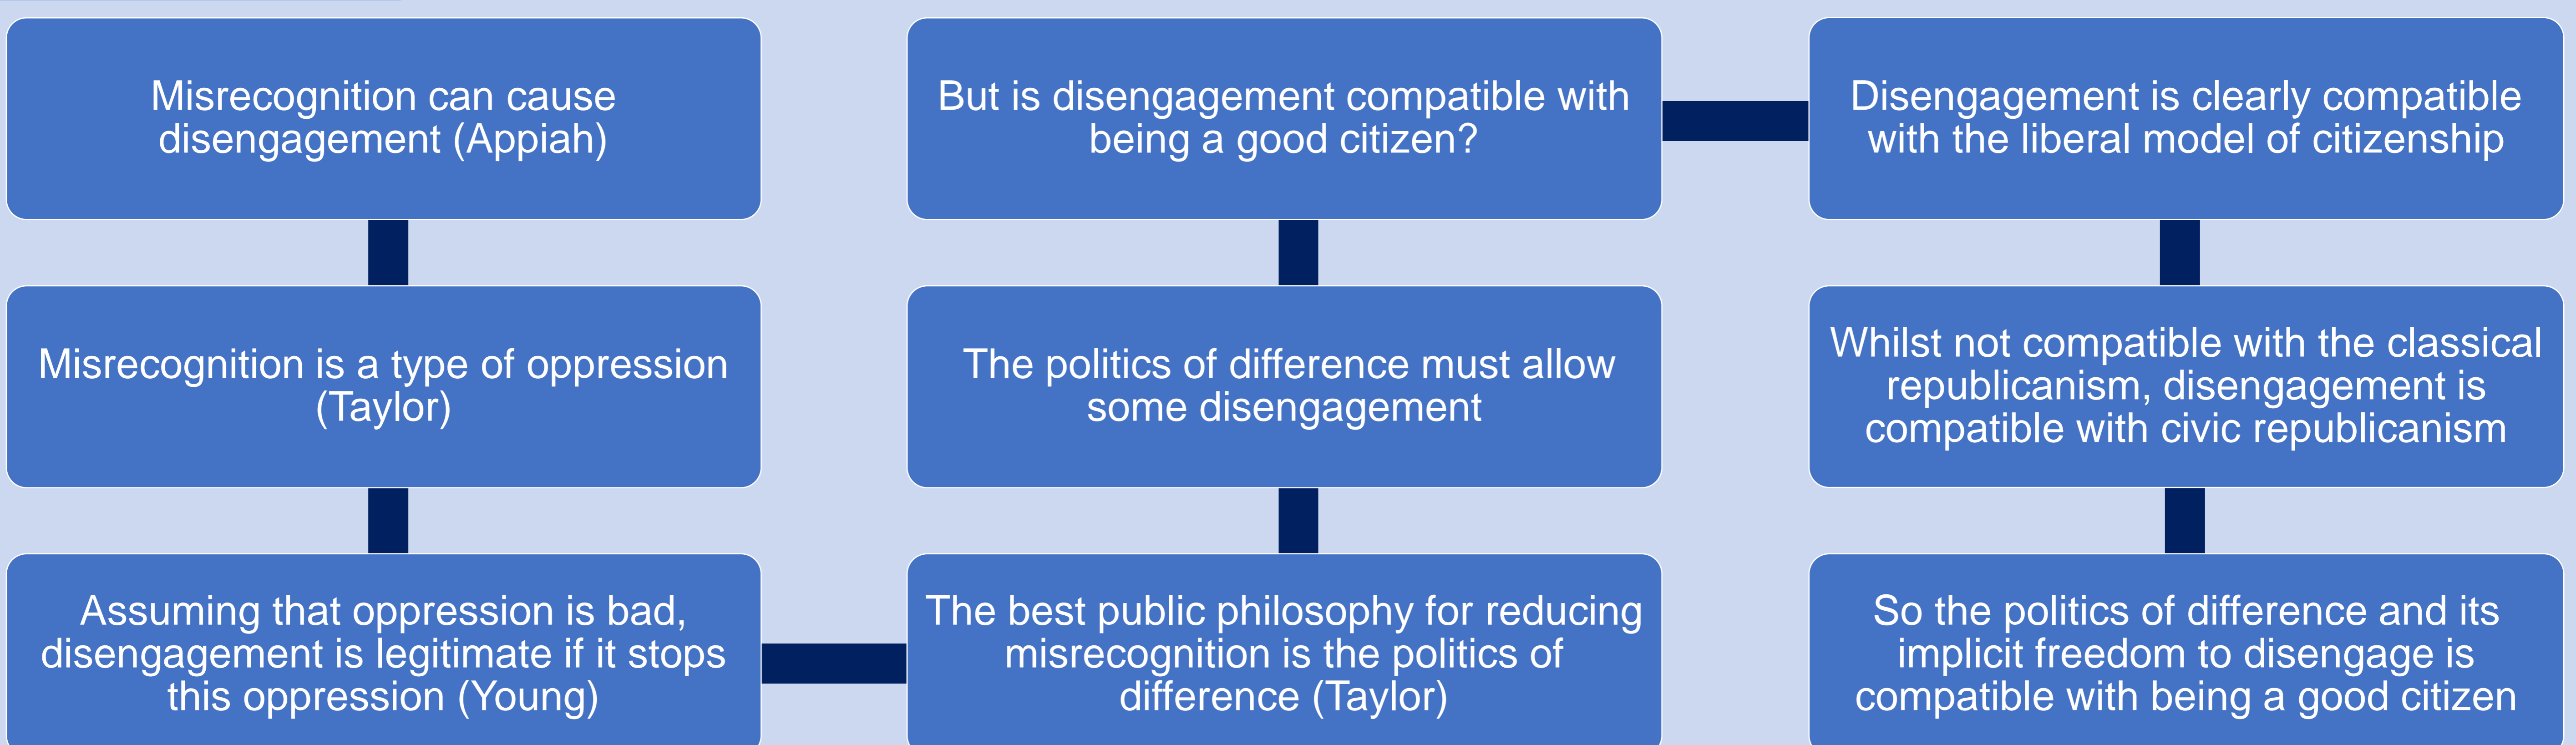 Misrecognition can cause
disengagement (Appiah)
Misrecognition is a type of oppression
(Taylor)
Assuming that oppression is bad,
disengagement is legitimate if it stops
this oppression (Young)
The best public philosophy for reducing
misrecognition is the politics of
difference (Taylor)
The politics of difference must allow
some disengagement
But is disengagement compatible with
being a good citizen?
Disengagement is clearly compatible
with the liberal model of citizenship
Whilst not compatible with the classical
republicanism, disengagement is
compatible with civic republicanism
So the politics of difference and its
implicit freedom to disengage is
compatible with being a good citizen